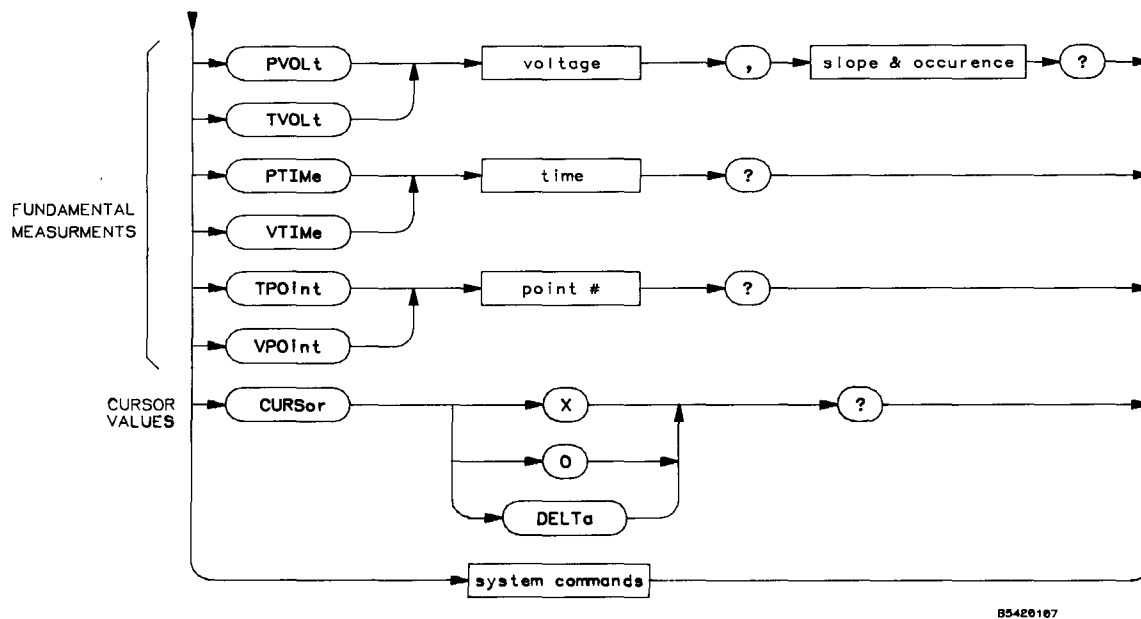 PVOLt voltage , slope & occurence ?
TVOLt
PTIMe time ?
FUNDAMENTAL
MEASURMENTS
VTIMe
TPOint point # ?
VPOint
CURSOR
VALUES
CURSor X ?
O
DELTa
system commands
B5420107